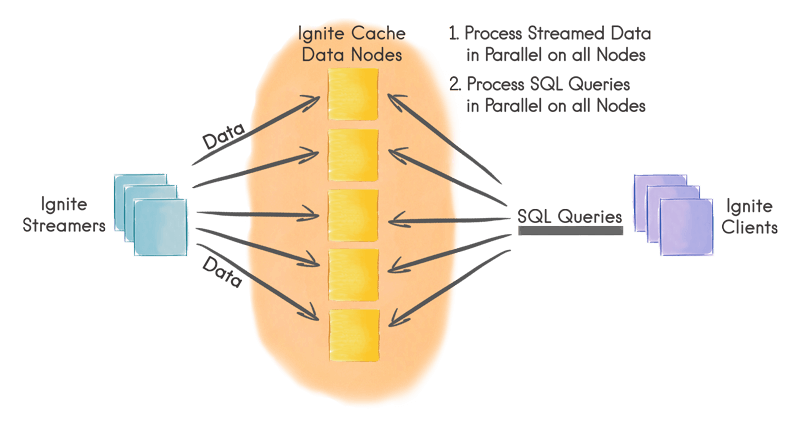 Ignite Cache
Data Nodes
1. Process Streamed Data
in Parallel on all Nodes
2. Process SQL Queries
in Parallel on all Nodes
Data
Ignite
Streamers
SQL Queries
Ignite
Clients
Data